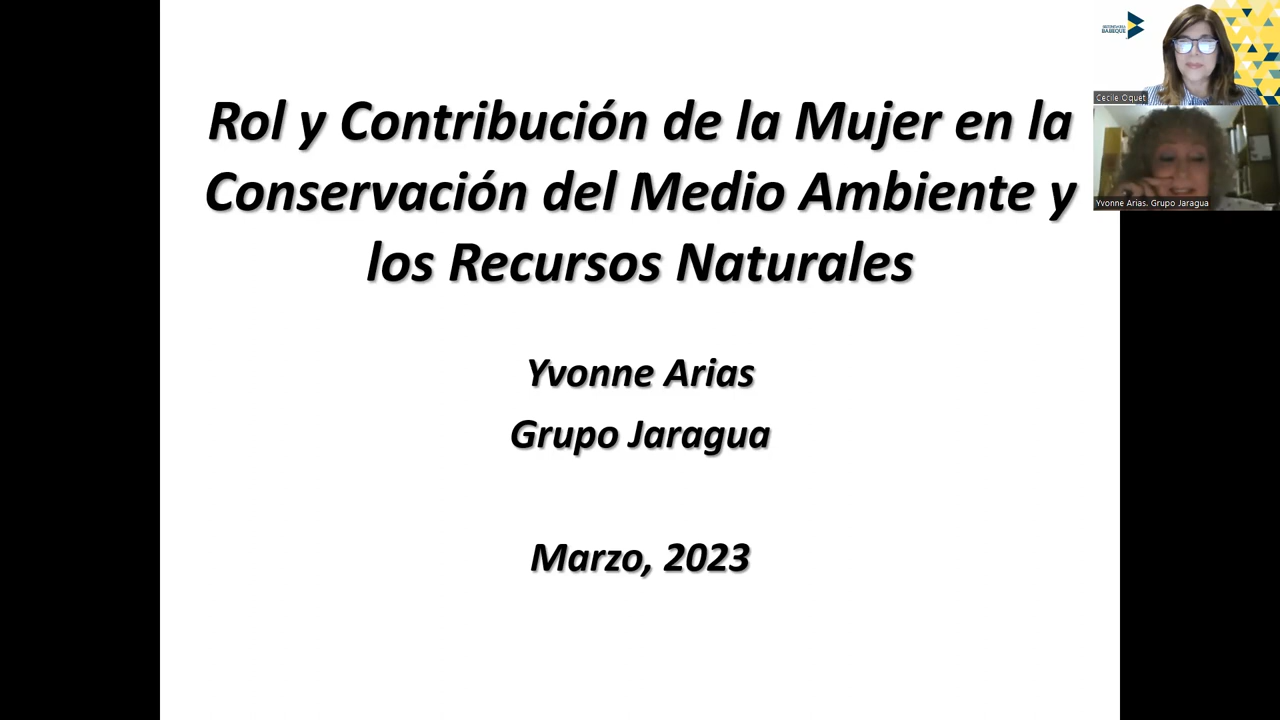 Rol y Contribución de la Mujer en la
Conservación del Medio Ambiente y
los Recursos Naturales
Yvonne Arias
Grupo Jaragua
Marzo, 2023
BABEQUE
Cecile Oquet
Yvonne Arias. Grupo Jaragua